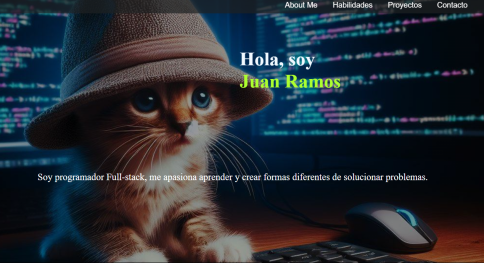 About Me Habilidades Proyectos Contacto
Hola, soy
Juan Ramos
Soy programador Full-stack, me apasiona aprender y crear formas diferentes de solucionar problemas.